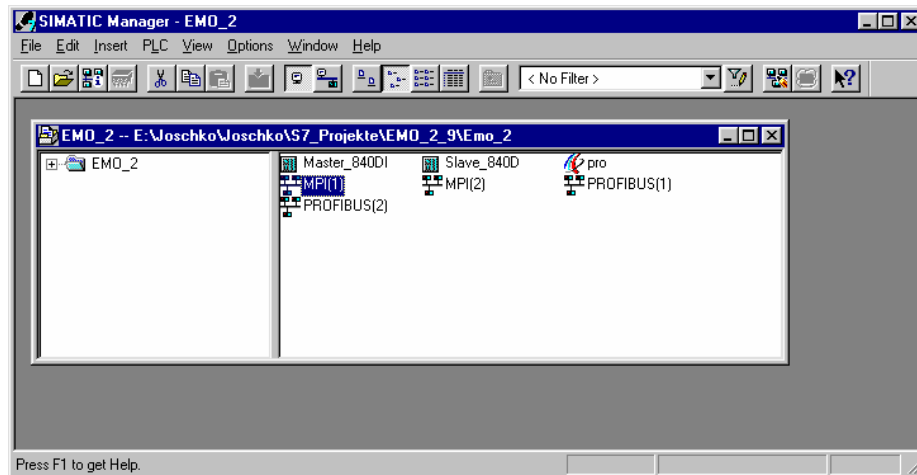 SIMATIC Manager - EMO_2
File Edit Insert PLC View Options Window Help
< No Filter >
EMO_2 -- E:\Joschko\Joschko\S7_Projekte\EMO_2_9\Emo_2
EMO_2
Master_840DI Slave_840D pro
MPI(1) MPI(2) PROFIBUS(1)
PROFIBUS(2)
Press F1 to get Help.